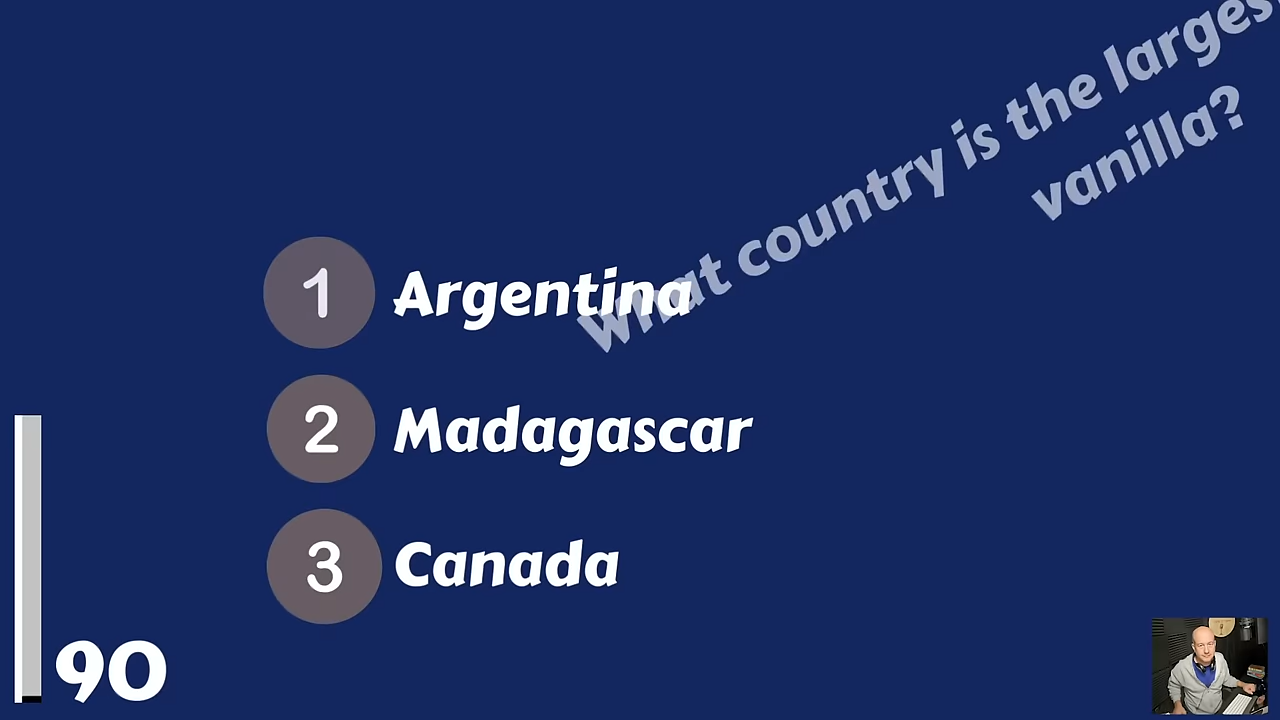 What country is the larges
vanilla?
1 Argentina
2 Madagascar
3 Canada
90